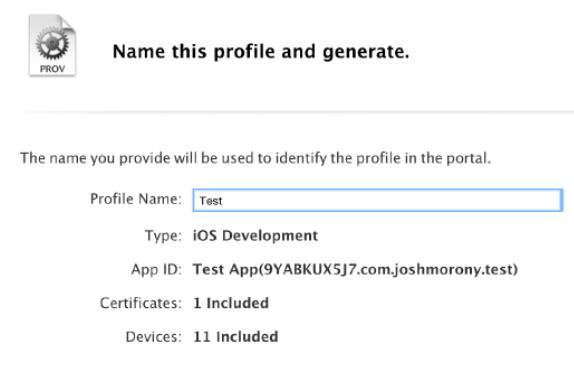 PROV
Name this profile and generate.
The name you provide will be used to identify the profile in the portal.
Profile Name: Test
Type: iOS Development
App ID: Test App(9YABKUX5J7.com.joshmorony.test)
Certificates: 1 Included
Devices: 11 Included